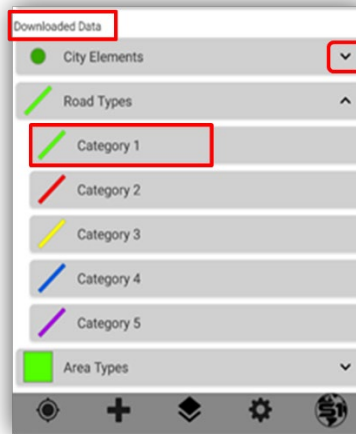 Downloaded Data
City Elements
Road Types
Category 1
Category 2
Category 3
Category 4
Category 5
Area Types